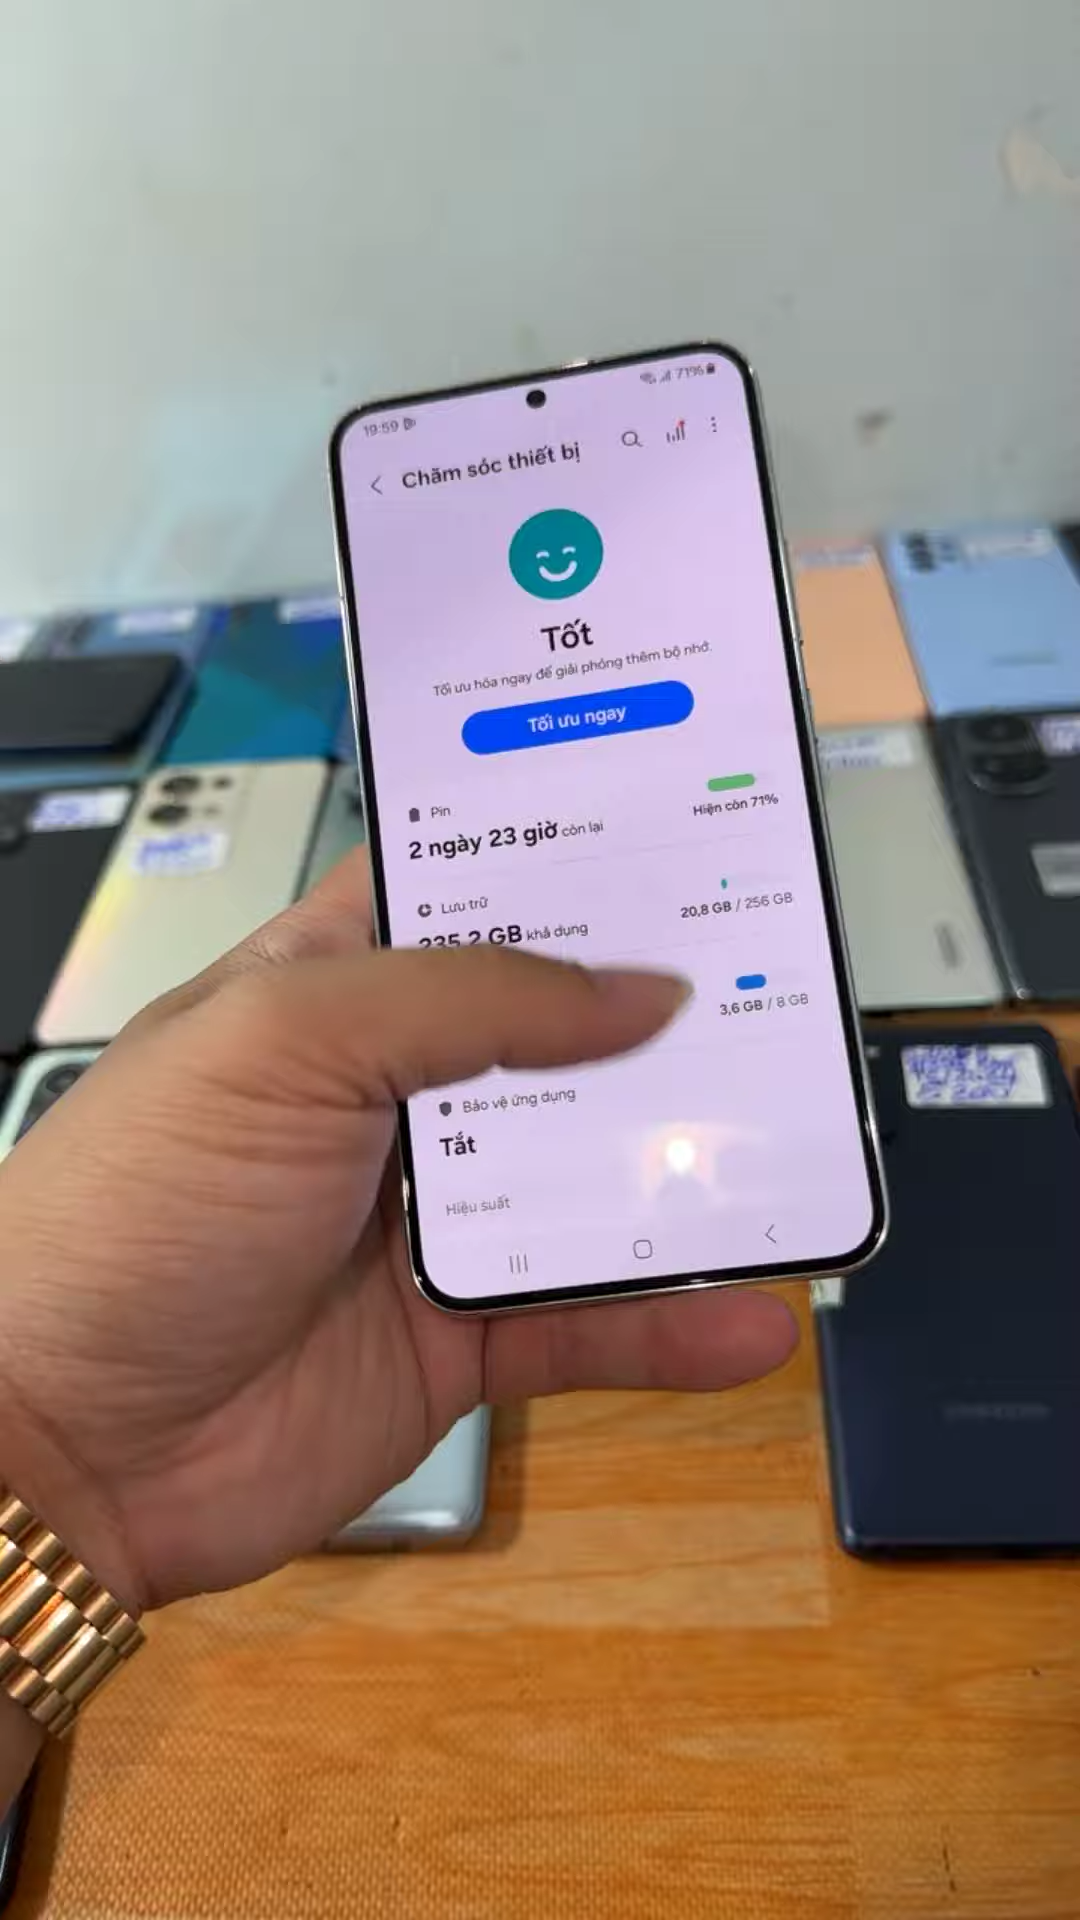 19:59
71%
Chăm sóc thiết bị
Tốt
Tối ưu hóa ngay để giải phóng thêm bộ nhớ.
Tối ưu ngay
Pin
2 ngày 23 giờ còn lại
Hiện còn 71%
Lưu trữ
235,2 GB khả dụng
20,8 GB / 256 GB
3,6 GB / 8 GB
Bảo vệ ứng dụng
Tắt
Hiệu suất